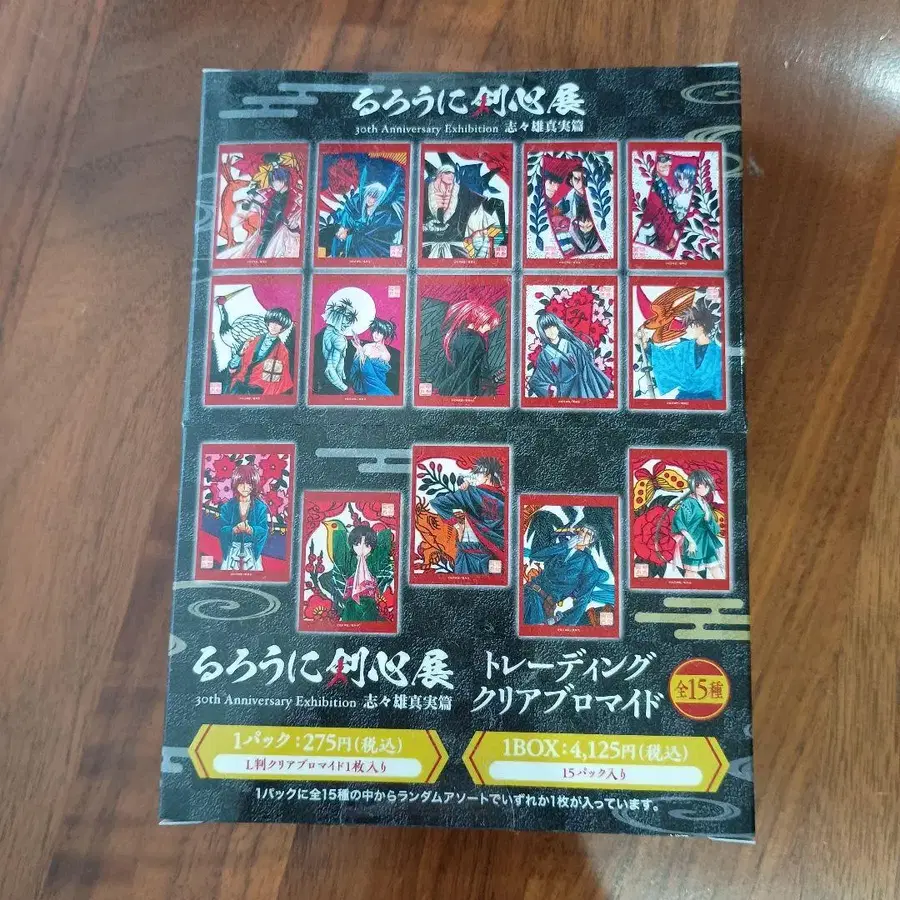 るろうに剣心展
30th Anniversary Exhibition 志々雄真実篇
るろうに剣心展
30th Anniversary Exhibition 志々雄真実篇
トレーディング
クリアブロマイド
全15種
1パック：275円(税込)
L判クリアブロマイド1枚入り
1BOX：4,125円(税込)
15パック入り
1パックに全15種の中からランダムアソートでいずれか1枚が入っています。